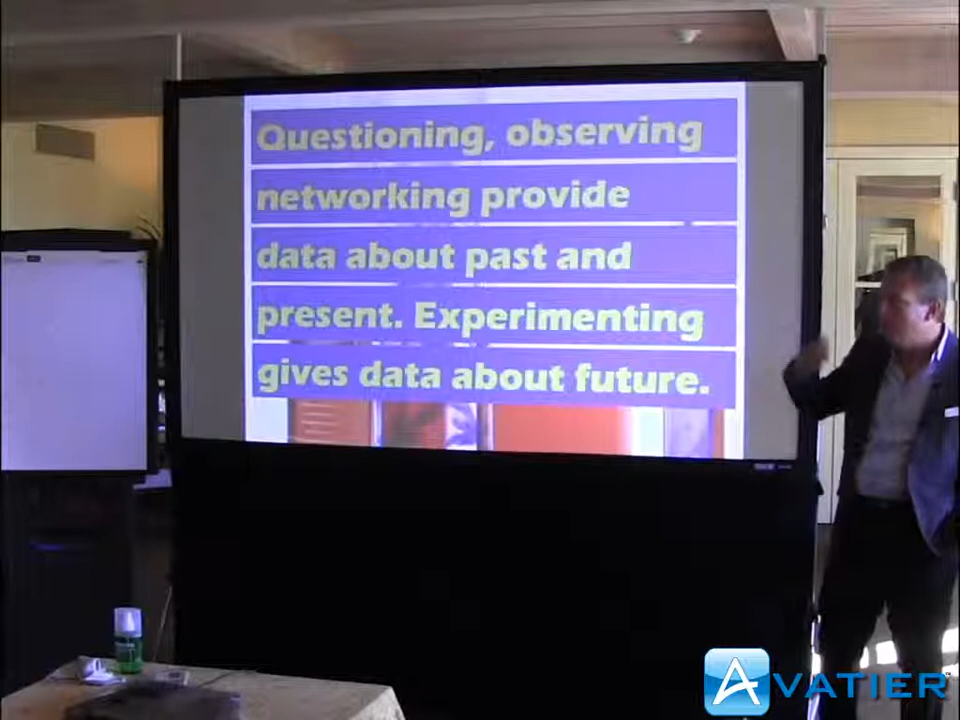 Questioning, observing
networking provide
data about past and
present. Experimenting
gives data about future.
AVATIER